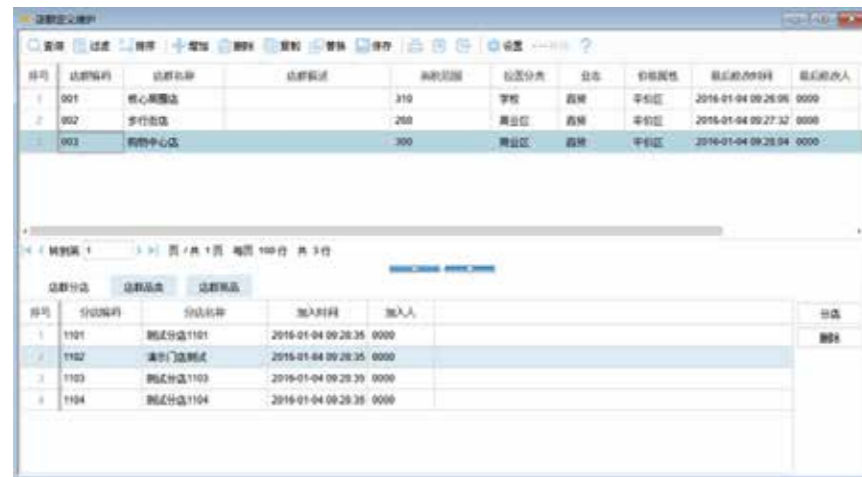 店群定义维护
查询 过滤 排序 增加 删除 复制 替换 保存 设置 ?
序号 店群编码 店群名称 店群描述 面积范围 位置分类 业态 价格属性 最后修改时间 最后修改人
1 001 核心商圈店 310 学校 平价区 2016-01-04 09:26:06 0000
2 002 步行街店 260 商业区 平价区 2016-01-04 09:27:32 0000
3 003 购物中心店 300 商业区 平价区 2016-01-04 09:28:04 0000
转到第 1 页 /共 1 页 每页 100 行 共 3 行
店群分店 店群品类 店群商品
序号 分店编码 分店名称 加入时间 加入人 分店
1 1101 测试分店1101 2016-01-04 09:28:35 0000 删除
2 1102 演示门店测试 2016-01-04 09:28:35 0000
3 1103 测试分店1103 2016-01-04 09:28:35 0000
4 1104 测试分店1104 2016-01-04 09:28:35 0000